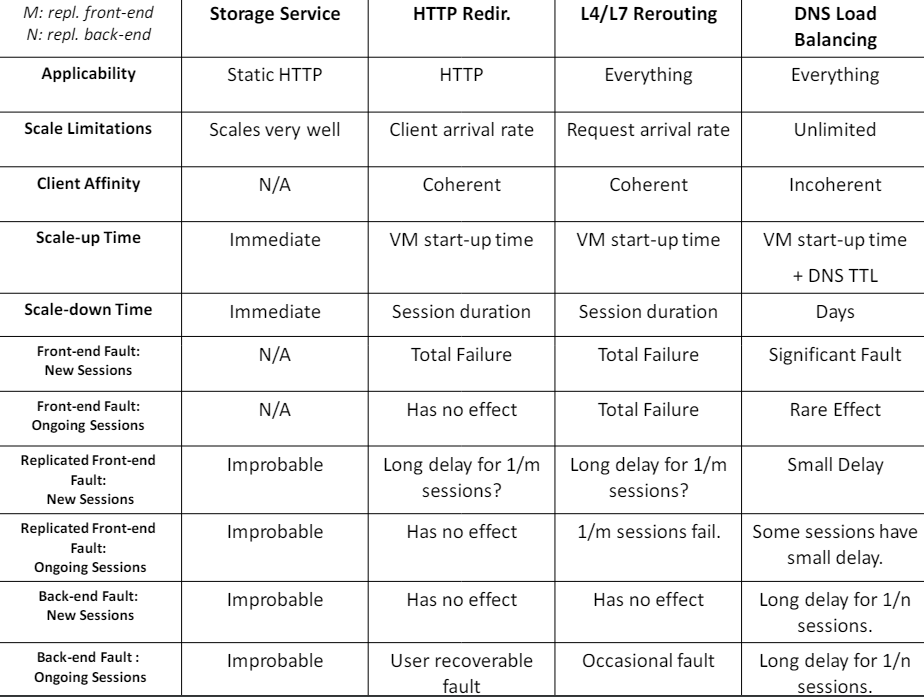 M: repl. front-end
N: repl. back-end
Storage Service
HTTP Redir.
L4/L7 Rerouting
DNS Load
Balancing
Applicability
Static HTTP
HTTP
Everything
Everything
Scale Limitations
Scales very well
Client arrival rate
Request arrival rate
Unlimited
Client Affinity
N/A
Coherent
Coherent
Incoherent
Scale-up Time
Immediate
VM start-up time
VM start-up time
VM start-up time
+ DNS TTL
Scale-down Time
Immediate
Session duration
Session duration
Days
Front-end Fault:
New Sessions
N/A
Total Failure
Total Failure
Significant Fault
Front-end Fault:
Ongoing Sessions
N/A
Has no effect
Total Failure
Rare Effect
Replicated Front-end
Fault:
New Sessions
Improbable
Long delay for 1/m
sessions?
Long delay for 1/m
sessions?
Small Delay
Replicated Front-end
Fault:
Ongoing Sessions
Improbable
Has no effect
1/m sessions fail.
Some sessions have
small delay.
Back-end Fault:
New Sessions
Improbable
Has no effect
Has no effect
Long delay for 1/n
sessions.
Back-end Fault :
Ongoing Sessions
Improbable
User recoverable
fault
Occasional fault
Long delay for 1/n
sessions.